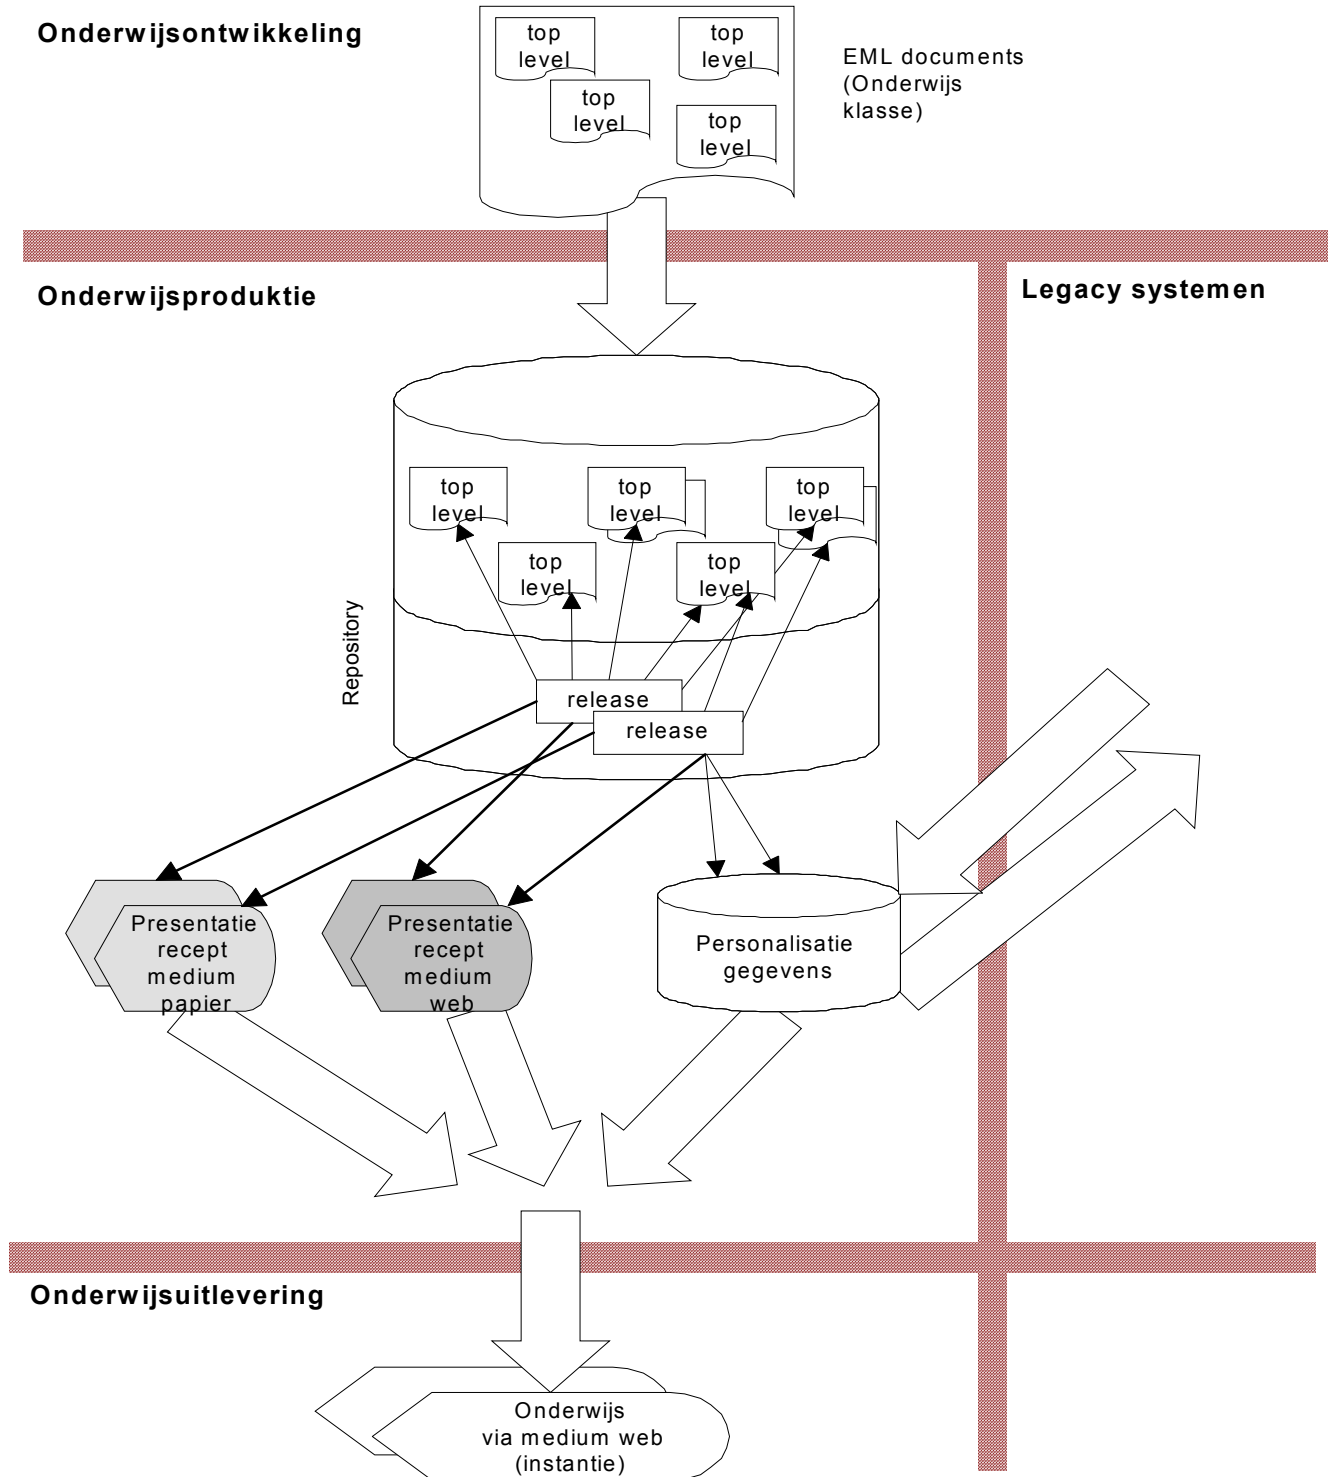 Onderwijsontwikkeling
top
level
top
level
top
level
top
level
EML documents
(Onderwijs
klasse)
Onderwijsproduktie
Legacy systemen
top
level
top
level
top
level
top
level
top
level
Repository
release
release
Presentatie
recept
medium
papier
Presentatie
recept
medium
web
Personalisatie
gegevens
Onderwijsuitlevering
Onderwijs
via medium web
(instantie)